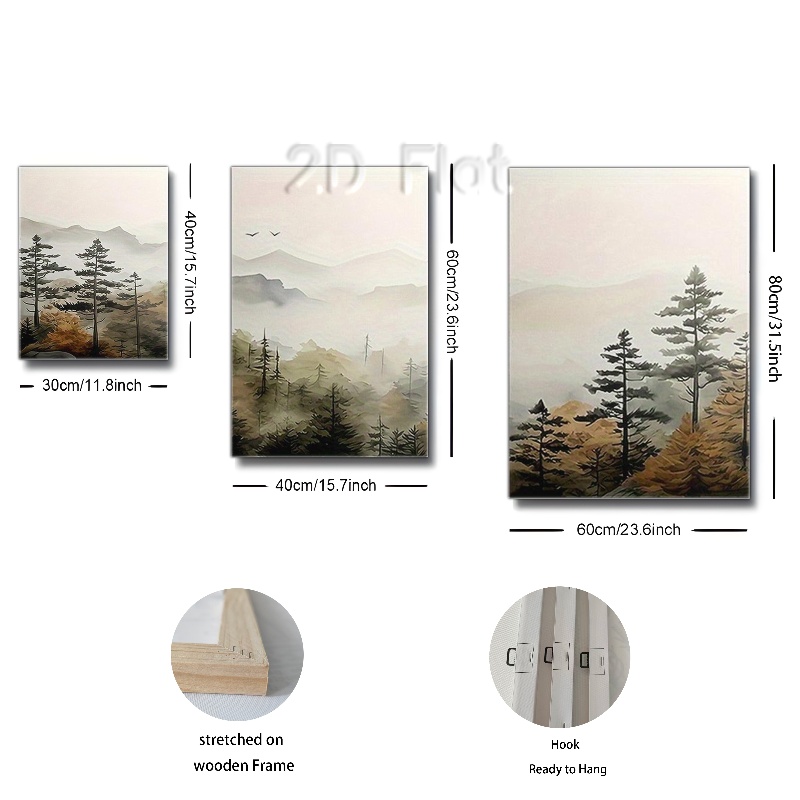 2D Flat
40cm/15.7inch
30cm/11.8inch
60cm/23.6inch
40cm/15.7inch
80cm/31.5inch
60cm/23.6inch
stretched on
wooden Frame
Hook
Ready to Hang